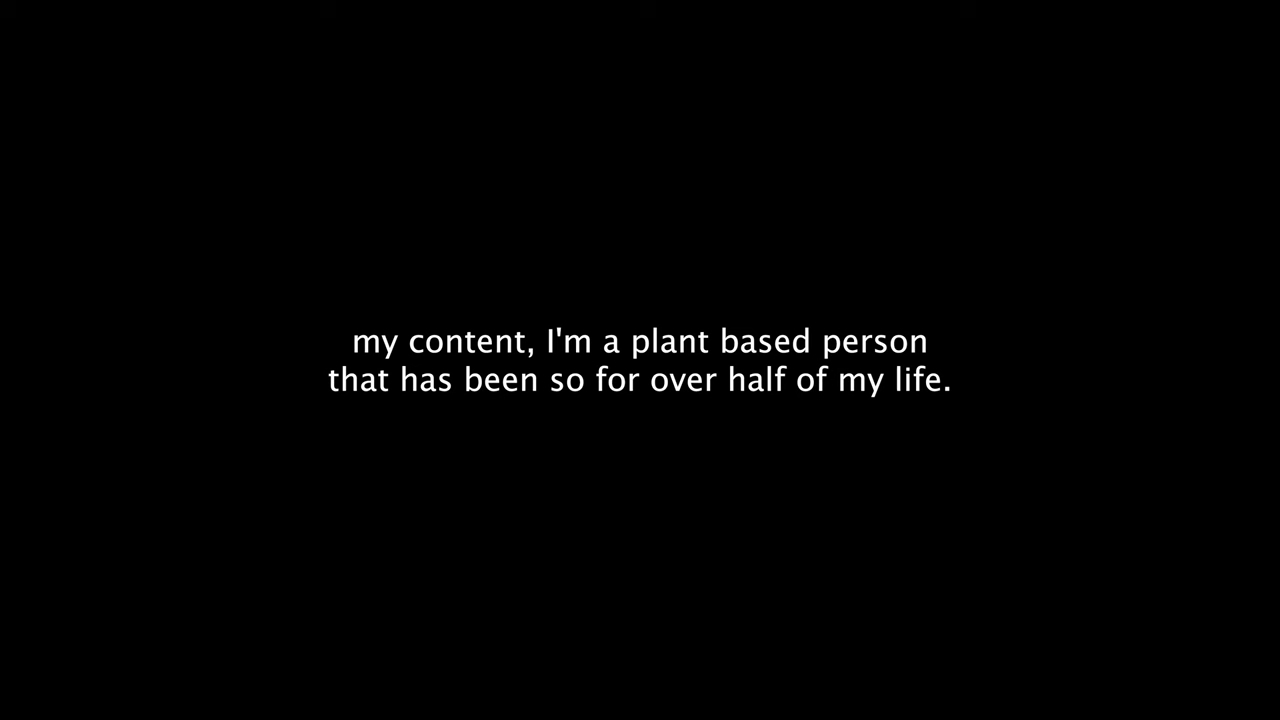 my content, I'm a plant based person
that has been so for over half of my life.